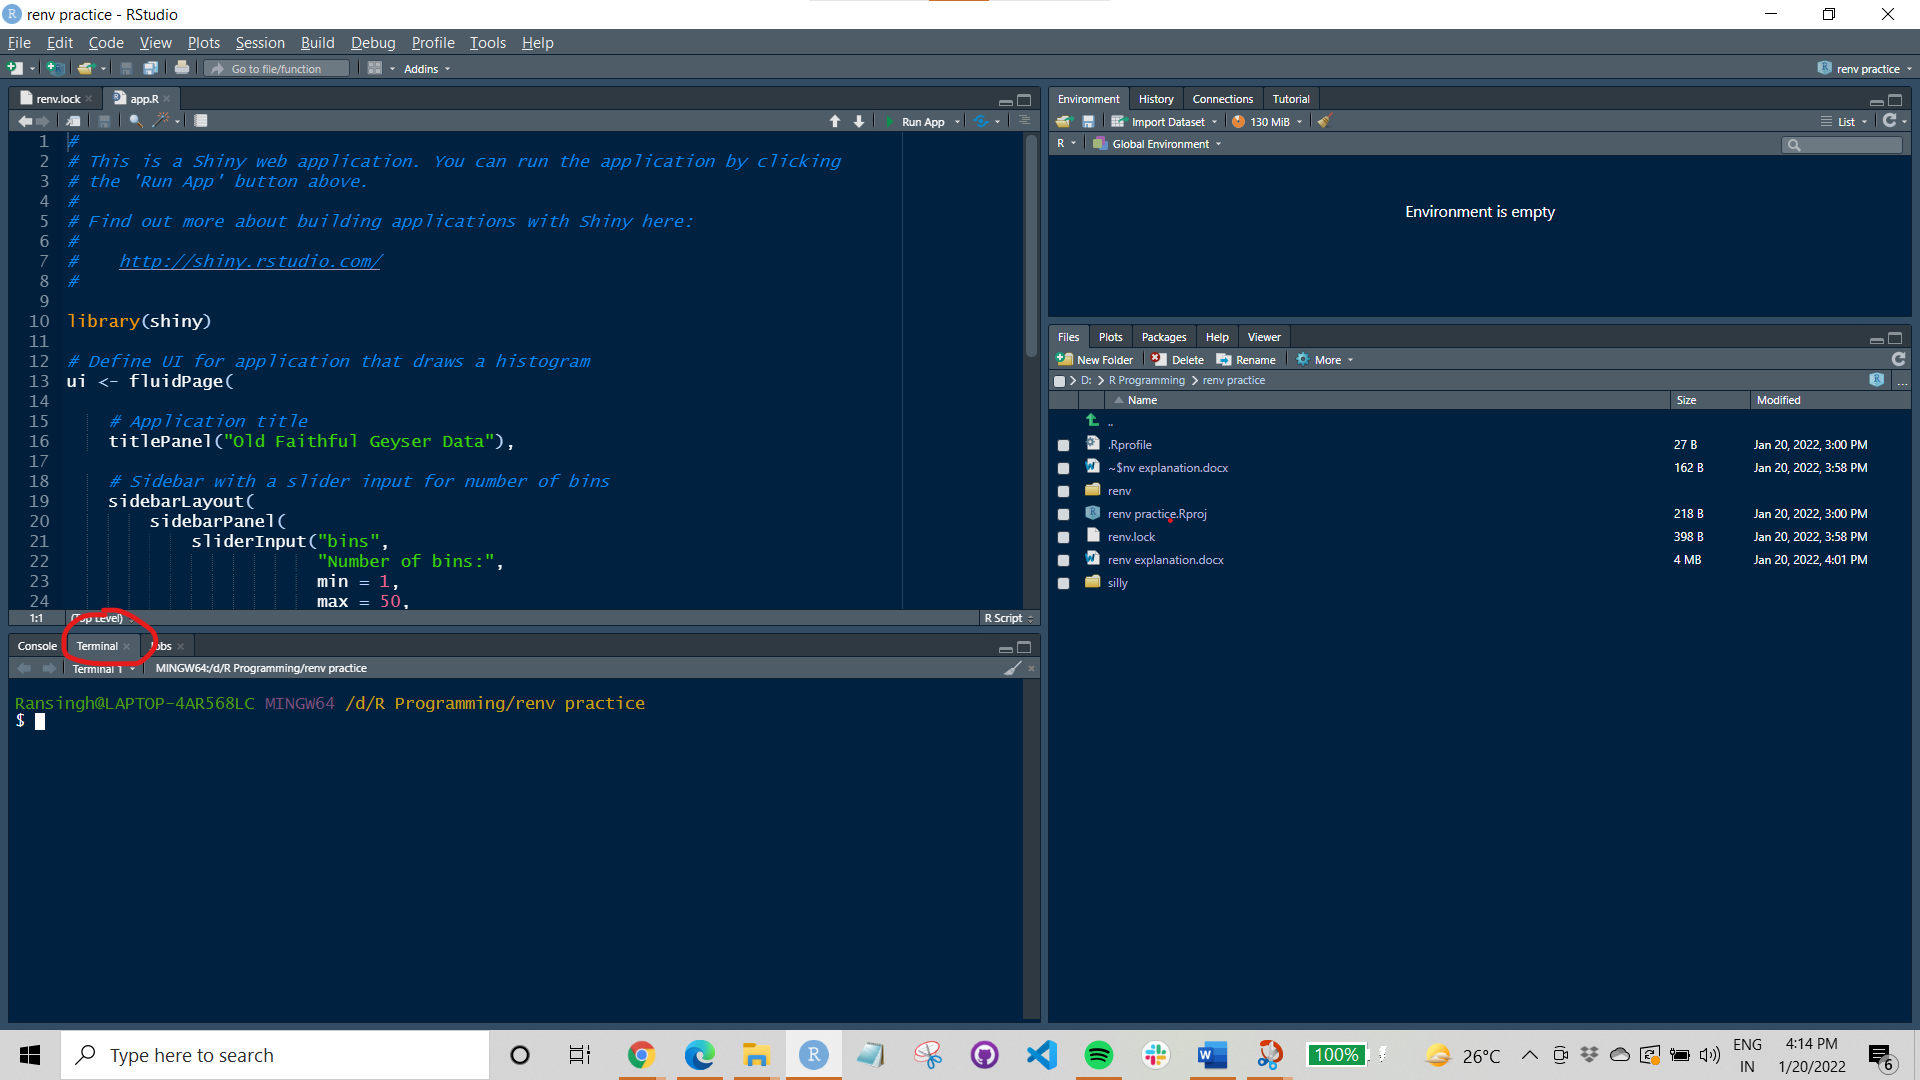 renv practice - RStudio
File Edit Code View Plots Session Build Debug Profile Tools Help
Go to file/function Addins renv practice
renv.lock app.R
Run App
1 #
2 # This is a Shiny web application. You can run the application by clicking
3 # the 'Run App' button above.
4 #
5 # Find out more about building applications with Shiny here:
6 #
7 # http://shiny.rstudio.com/
8 #
9
10 library(shiny)
11
12 # Define UI for application that draws a histogram
13 ui <- fluidPage(
14
15 # Application title
16 titlePanel("Old Faithful Geyser Data"),
17
18 # Sidebar with a slider input for number of bins
19 sidebarLayout(
20 sidebarPanel(
21 sliderInput("bins",
22 "Number of bins:",
23 min = 1,
24 max = 50,
1:1 (Top Level) R Script
Console Terminal Jobs
Terminal 1 MINGW64:/d/R Programming/renv practice
Ransingh@LAPTOP-4AR568LC MINGW64 /d/R Programming/renv practice
$
Environment History Connections Tutorial
Import Dataset 130 MiB List
R Global Environment
Environment is empty
Files Plots Packages Help Viewer
New Folder Delete Rename More
D: R Programming renv practice ...
Name Size Modified
..
.Rprofile 27 B Jan 20, 2022, 3:00 PM
~$nv explanation.docx 162 B Jan 20, 2022, 3:58 PM
renv
renv practice.Rproj 218 B Jan 20, 2022, 3:00 PM
renv.lock 398 B Jan 20, 2022, 3:58 PM
renv explanation.docx 4 MB Jan 20, 2022, 4:01 PM
silly
Type here to search
100% 26°C ENG IN 4:14 PM 1/20/2022 6